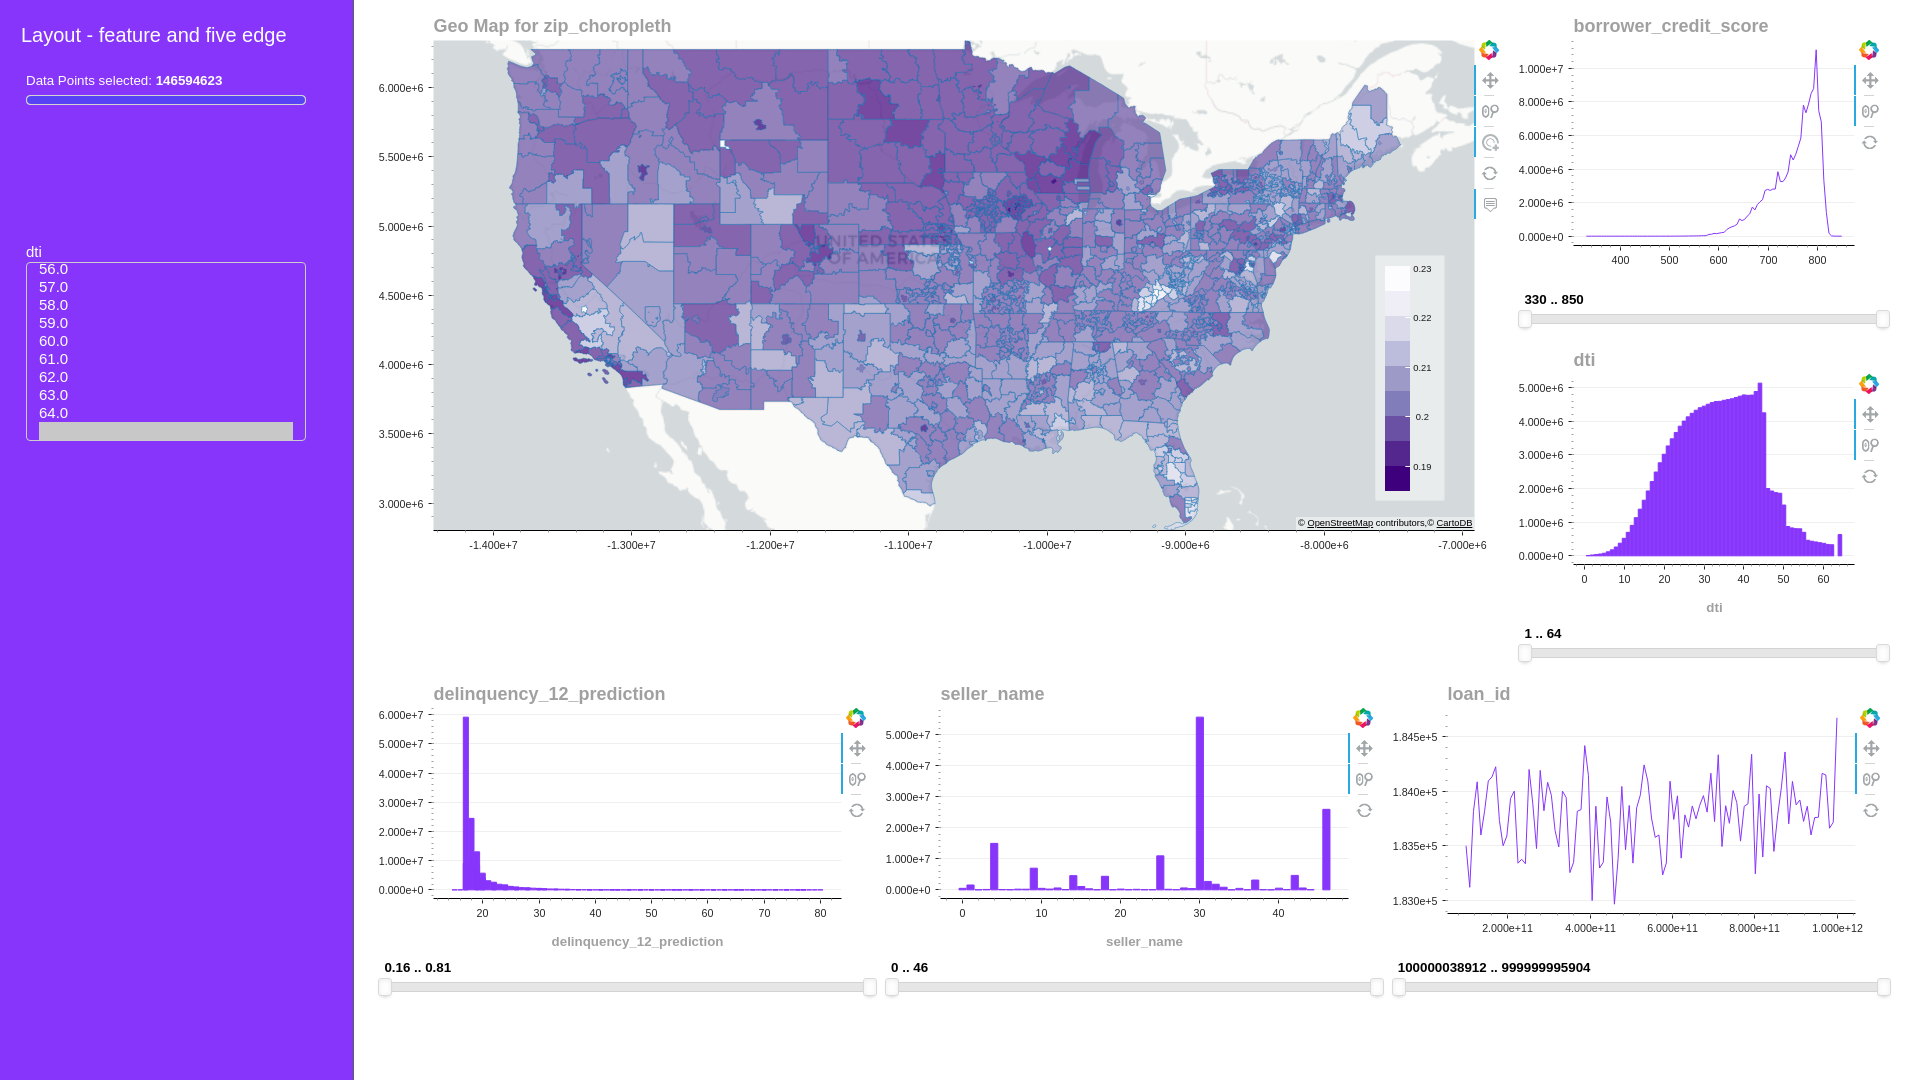 Layout - feature and five edge
Data Points selected: 146594623
dti
56.0
57.0
58.0
59.0
60.0
61.0
62.0
63.0
64.0
Geo Map for zip_choropleth
6.000e+6
5.500e+6
5.000e+6
4.500e+6
4.000e+6
3.500e+6
3.000e+6
UNITED STATES
OF AMERICA
0.23
0.22
0.21
0.2
0.19
© OpenStreetMap contributors,© CartoDB
-1.400e+7 -1.300e+7 -1.200e+7 -1.100e+7 -1.000e+7 -9.000e+6 -8.000e+6 -7.000e+6
borrower_credit_score
1.000e+7
8.000e+6
6.000e+6
4.000e+6
2.000e+6
0.000e+0
400 500 600 700 800
330 .. 850
dti
5.000e+6
4.000e+6
3.000e+6
2.000e+6
1.000e+6
0.000e+0
0 10 20 30 40 50 60
dti
1 .. 64
delinquency_12_prediction
6.000e+7
5.000e+7
4.000e+7
3.000e+7
2.000e+7
1.000e+7
0.000e+0
20 30 40 50 60 70 80
delinquency_12_prediction
0.16 .. 0.81
seller_name
5.000e+7
4.000e+7
3.000e+7
2.000e+7
1.000e+7
0.000e+0
0 10 20 30 40
seller_name
0 .. 46
loan_id
1.845e+5
1.840e+5
1.835e+5
1.830e+5
2.000e+11 4.000e+11 6.000e+11 8.000e+11 1.000e+12
100000038912 .. 999999995904